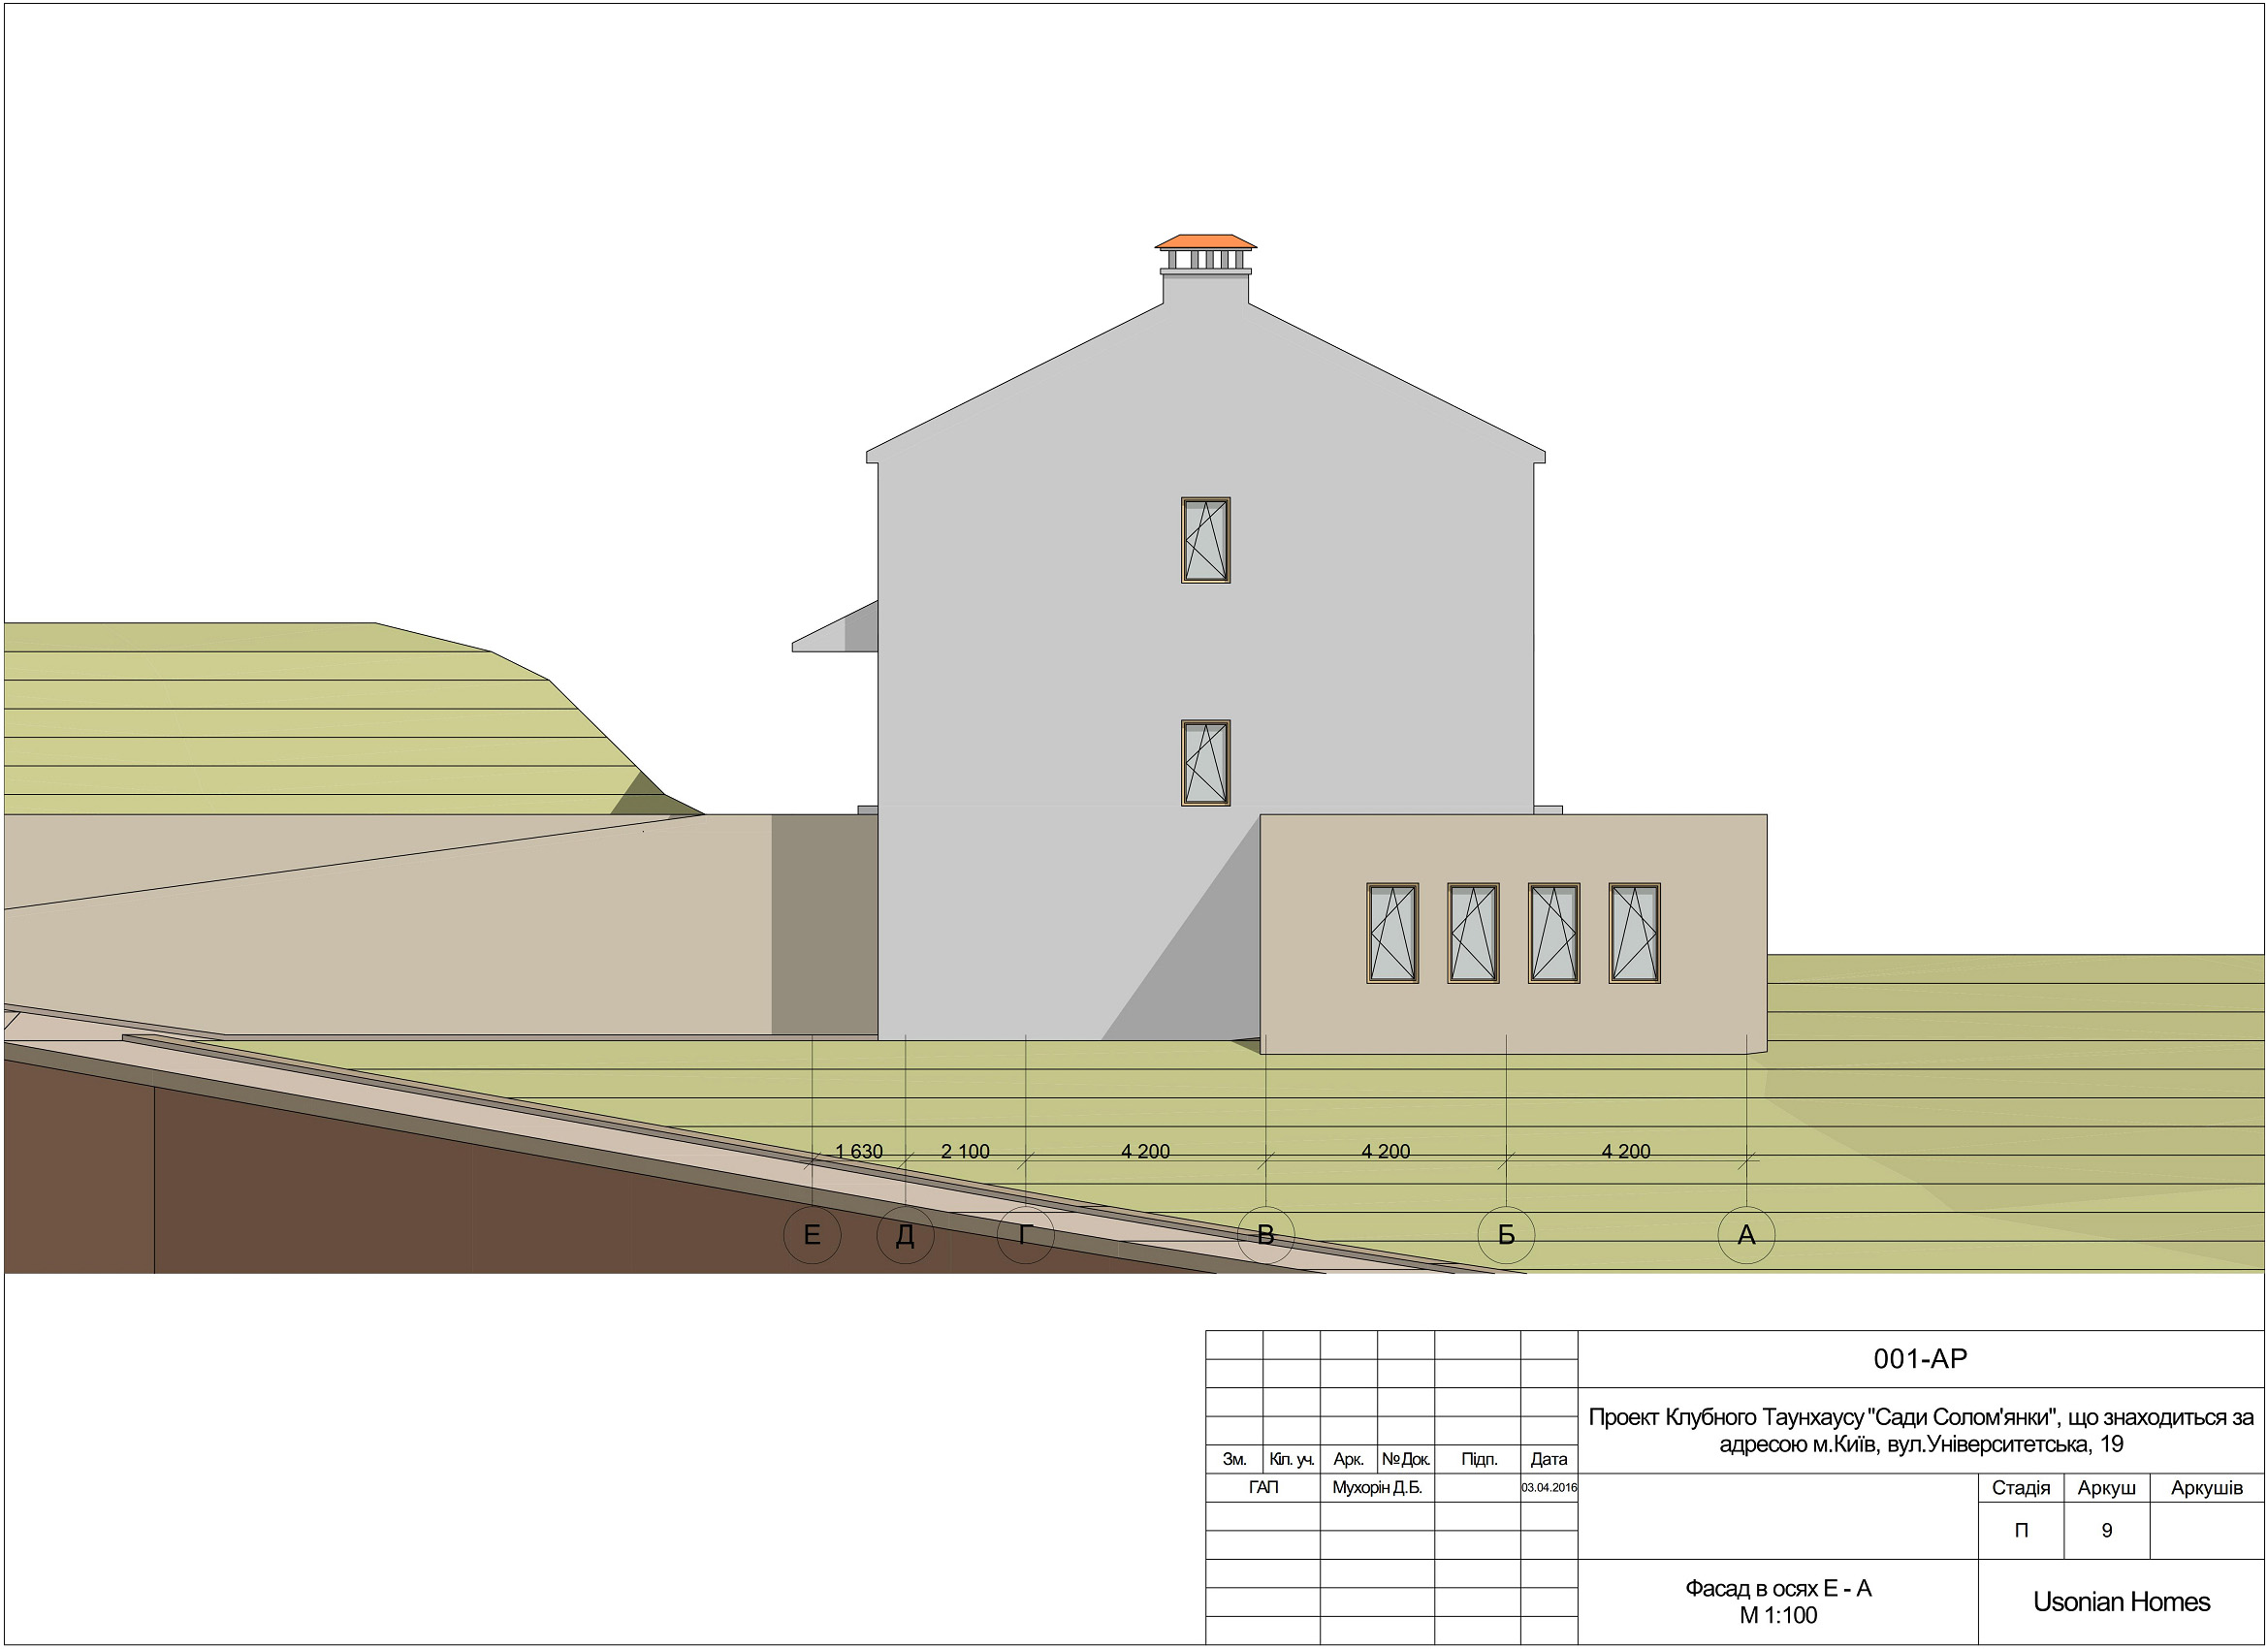 1 630 2 100 4 200 4 200 4 200
Е Д Г В Б А
001-АР
Проект Клубного Таунхаусу "Сади Солом'янки", що знаходиться за
адресою м.Київ, вул.Університетська, 19
Зм. Кіл. уч. Арк. №Док. Підп. Дата
ГАП Мухорін Д.Б. 03.04.2016
Стадія Аркуш Аркушів
П 9
Фасад в осях Е - А
М 1:100
Usonian Homes